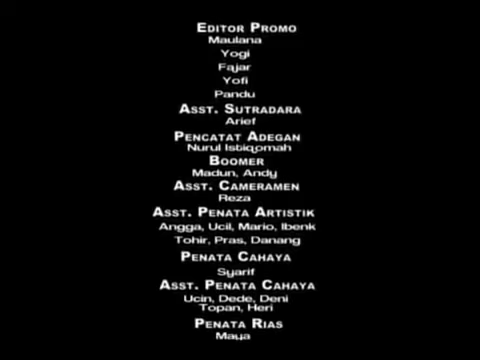 Editor Promo
Maulana
Yogi
Fajar
Yofi
Pandu
Asst. Sutradara
Arief
Pencatat Adegan
Nurul Istiqomah
Boomer
Madun, Andy
Asst. Cameramen
Reza
Asst. Penata Artistik
Angga, Ucil, Mario, Ibenk
Tohir, Pras, Danang
Penata Cahaya
Syarif
Asst. Penata Cahaya
Ucin, Dede, Deni
Topan, Heri
Penata Rias
Maya